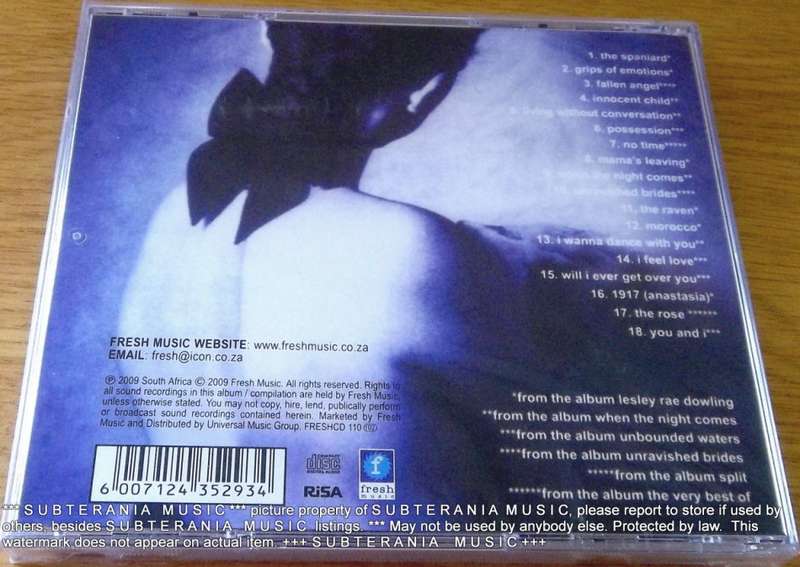 1. the spaniard*
2. grips of emotions*
3. fallen angel****
4. innocent child**
5. living without conversation**
6. possession***
7. no time*****
8. mama's leaving*
the night comes**
10. unravished brides****
11. the raven*
12. morocco*
13. i wanna dance with you**
14. i feel love***
15. will i ever get over you***
16. 1917 (anastasia)*
17. the rose ******
18. you and i***
FRESH MUSIC WEBSITE: www.freshmusic.co.za
EMAIL: fresh@icon.co.za
℗ 2009 South Africa © 2009 Fresh Music. All rights reserved. Rights to
all sound recordings in this album / compilation are held by Fresh Music,
unless otherwise stated. You may not copy, hire, lend, publically perform
or broadcast sound recordings contained herein. Marketed by Fresh
Music and Distributed by Universal Music Group. FRESHCD 110
*from the album lesley rae dowling
**from the album when the night comes
***from the album unbounded waters
****from the album unravished brides
*****from the album split
******from the album the very best of
6 007124 352934
COMPACT
disc
DIGITAL AUDIO
RiSA
f
fresh
music
*** S U B T E R A N I A M U S I C *** picture property of S U B T E R A N I A M U S I C, please report to store if used by
others, besides S U B T E R A N I A M U S I C listings. *** May not be used by anybody else. Protected by law. This
watermark does not appear on actual item. +++ S U B T E R A N I A M U S I C +++